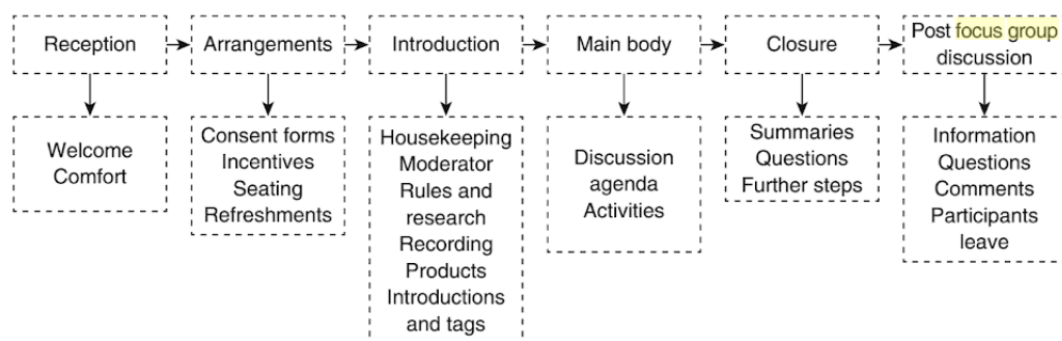 Reception
Arrangements
Introduction
Main body
Closure
Post focus group
discussion
Welcome
Comfort
Consent forms
Incentives
Seating
Refreshments
Housekeeping
Moderator
Rules and
research
Recording
Products
Introductions
and tags
Discussion
agenda
Activities
Summaries
Questions
Further steps
Information
Questions
Comments
Participants
leave